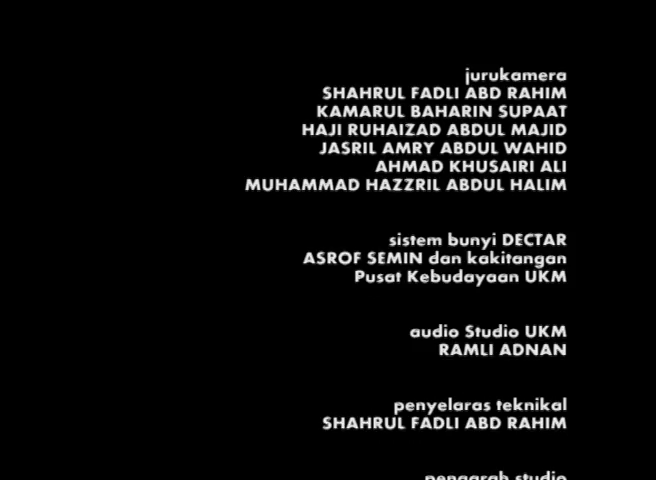 jurukamera
SHAHRUL FADLI ABD RAHIM
KAMARUL BAHARIN SUPAAT
HAJI RUHAIZAD ABDUL MAJID
JASRIL AMRY ABDUL WAHID
AHMAD KHUSAIRI ALI
MUHAMMAD HAZZRIL ABDUL HALIM
sistem bunyi DECTAR
ASROF SEMIN dan kakitangan
Pusat Kebudayaan UKM
audio Studio UKM
RAMLI ADNAN
penyelaras teknikal
SHAHRUL FADLI ABD RAHIM
pengarah studio